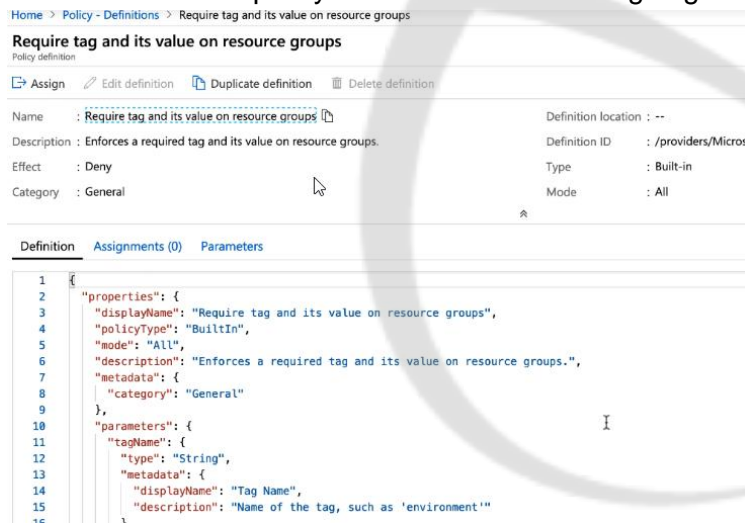 Home > Policy - Definitions > Require tag and its value on resource groups
Require tag and its value on resource groups
Policy definition
Assign Edit definition Duplicate definition Delete definition
Name : Require tag and its value on resource groups Definition location : --
Description : Enforces a required tag and its value on resource groups. Definition ID : /providers/Micros
Effect : Deny Type : Built-in
Category : General Mode : All
Definition Assignments (0) Parameters
1 {
2 "properties": {
3 "displayName": "Require tag and its value on resource groups",
4 "policyType": "BuiltIn",
5 "mode": "All",
6 "description": "Enforces a required tag and its value on resource groups.",
7 "metadata": {
8 "category": "General"
9 },
10 "parameters": {
11 "tagName": {
12 "type": "String",
13 "metadata": {
14 "displayName": "Tag Name",
15 "description": "Name of the tag, such as 'environment'"
16 }